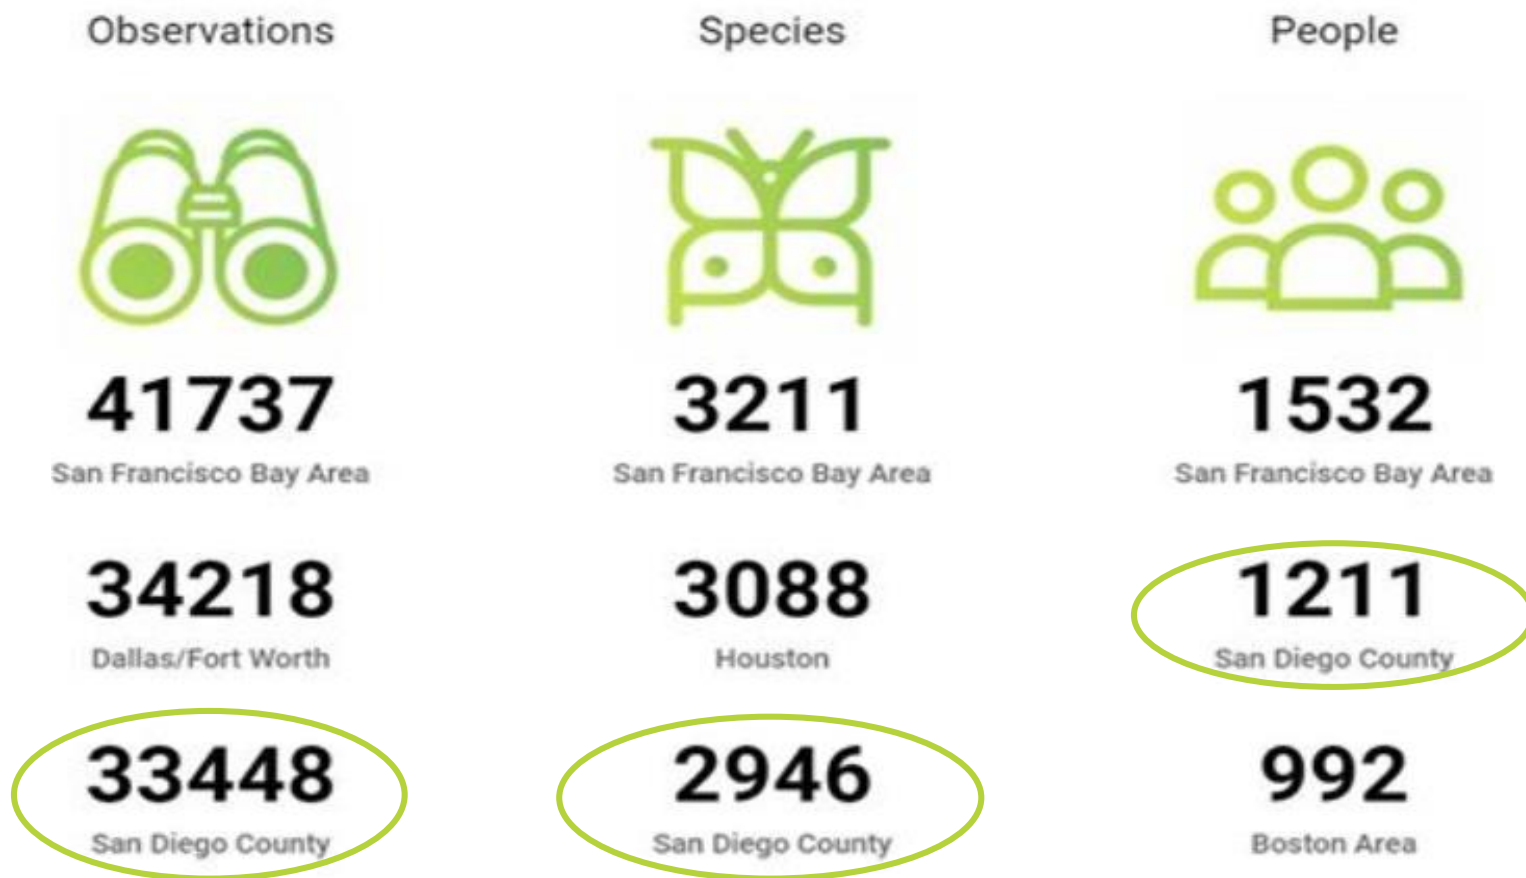 Observations
Species
People
41737
3211
1532
San Francisco Bay Area
San Francisco Bay Area
San Francisco Bay Area
34218
3088
1211
Dallas/Fort Worth
Houston
San Diego County
33448
2946
992
San Diego County
San Diego County
Boston Area